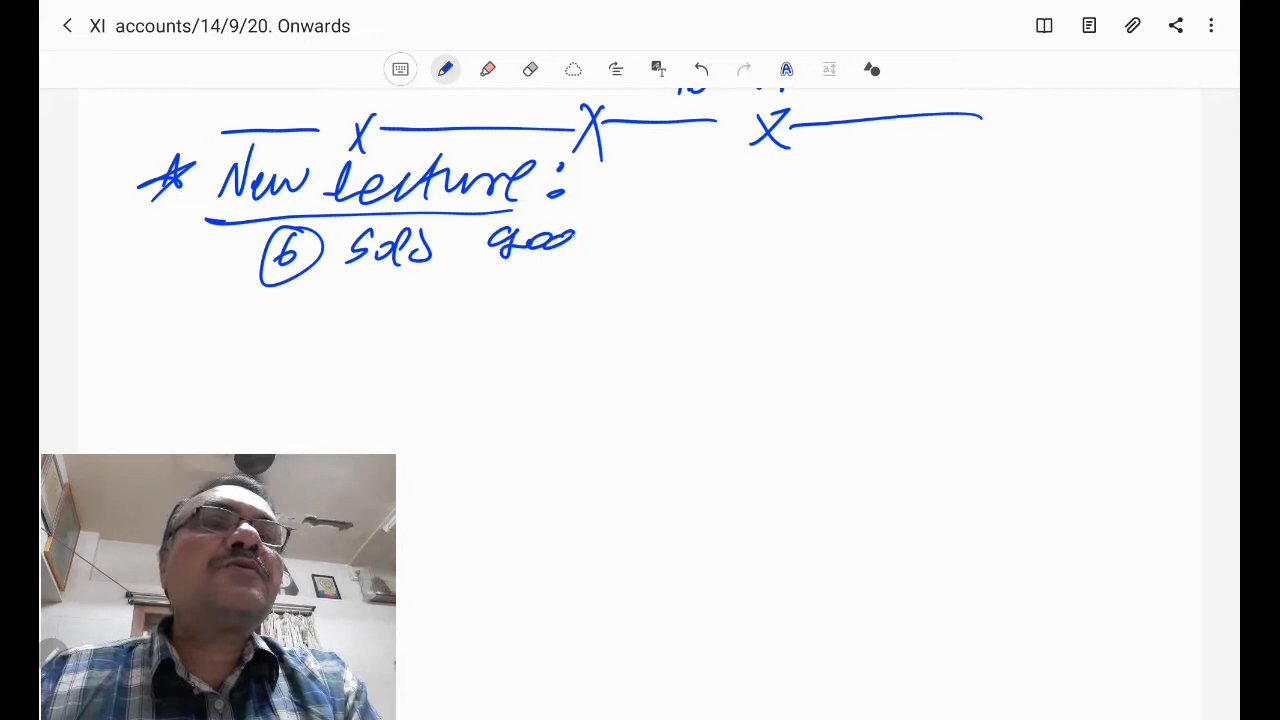 XI accounts/14/9/20. Onwards
X X X
* New lecture :
6 Sold goo